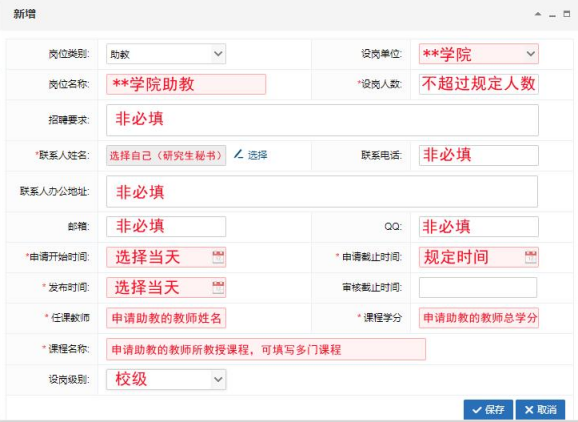 新增
岗位类别: 助教 设岗单位: **学院
岗位名称: **学院助教 *设岗人数: 不超过规定人数
招聘要求: 非必填
*联系人姓名: 选择自己（研究生秘书） 选择 联系电话: 非必填
联系人办公地址: 非必填
邮箱: 非必填 QQ: 非必填
*申请开始时间: 选择当天 *申请截止时间: 规定时间
*发布时间: 选择当天 审核截止时间:
*任课教师 申请助教的教师姓名 *课程学分 申请助教的教师总学分
*课程名称: 申请助教的教师所教授课程，可填写多门课程
设岗级别: 校级
保存 取消